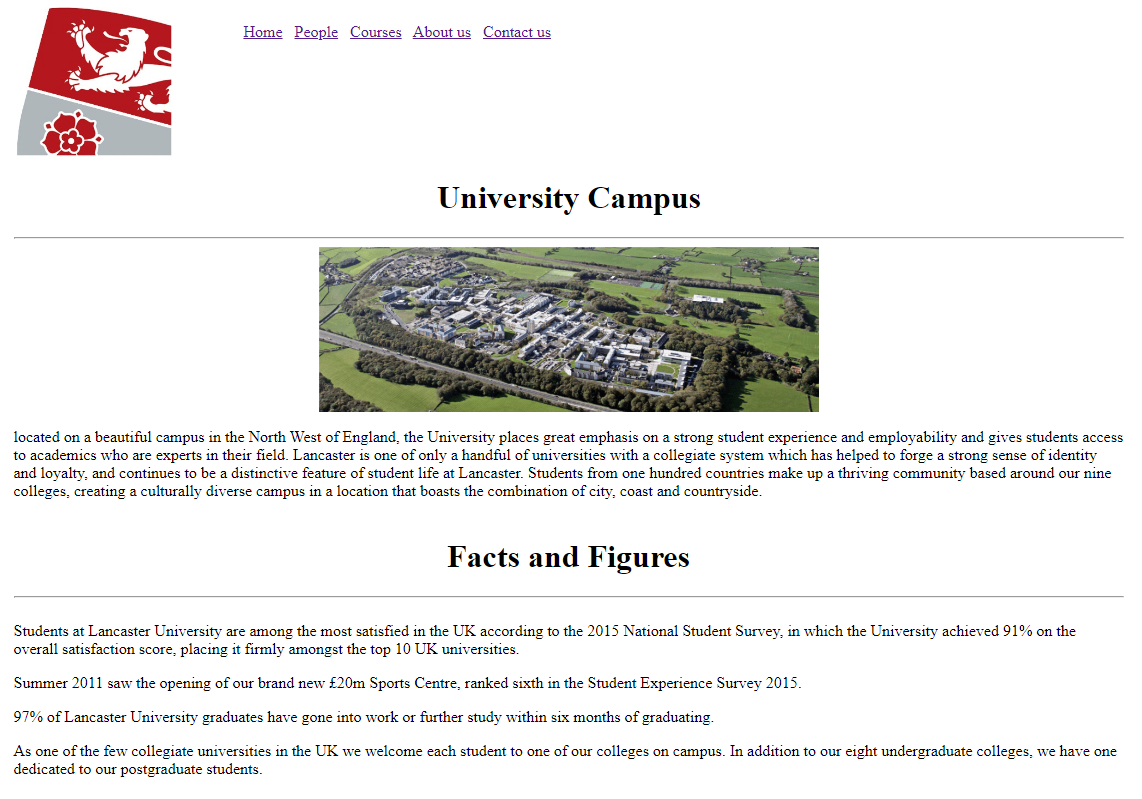 Home People Courses About us Contact us
University Campus
located on a beautiful campus in the North West of England, the University places great emphasis on a strong student experience and employability and gives students access
to academics who are experts in their field. Lancaster is one of only a handful of universities with a collegiate system which has helped to forge a strong sense of identity
and loyalty, and continues to be a distinctive feature of student life at Lancaster. Students from one hundred countries make up a thriving community based around our nine
colleges, creating a culturally diverse campus in a location that boasts the combination of city, coast and countryside.
Facts and Figures
Students at Lancaster University are among the most satisfied in the UK according to the 2015 National Student Survey, in which the University achieved 91% on the
overall satisfaction score, placing it firmly amongst the top 10 UK universities.
Summer 2011 saw the opening of our brand new £20m Sports Centre, ranked sixth in the Student Experience Survey 2015.
97% of Lancaster University graduates have gone into work or further study within six months of graduating.
As one of the few collegiate universities in the UK we welcome each student to one of our colleges on campus. In addition to our eight undergraduate colleges, we have one
dedicated to our postgraduate students.